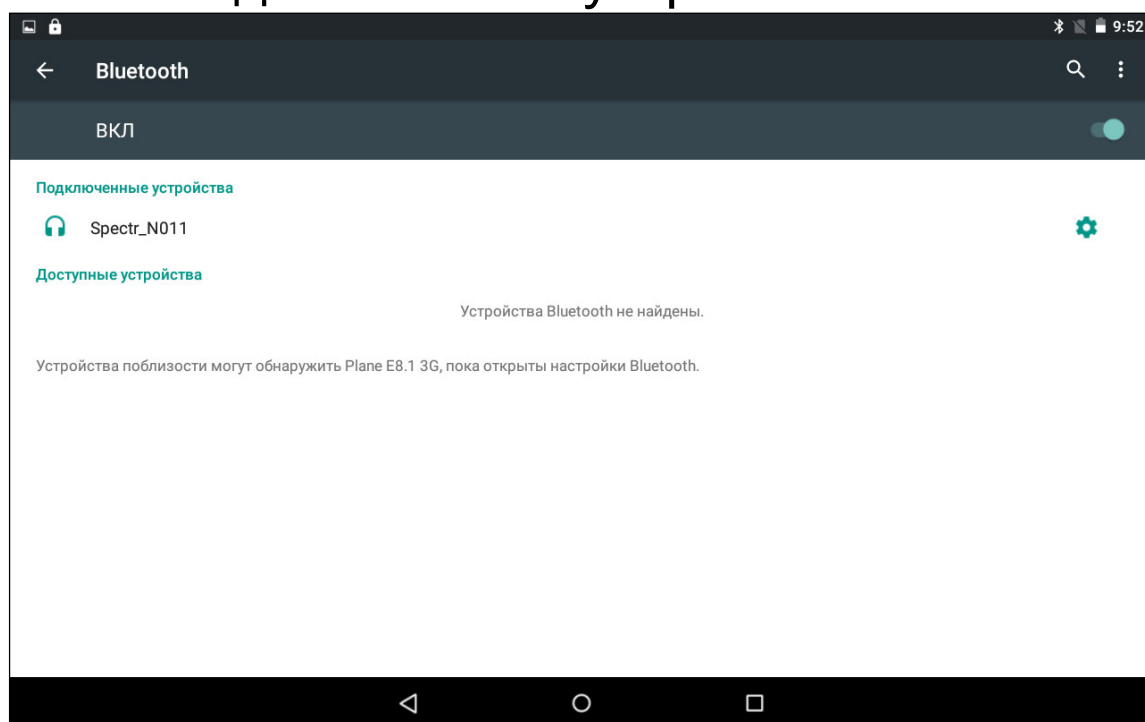 9:52
Bluetooth
ВКЛ
Подключенные устройства
Spectr_N011
Доступные устройства
Устройства Bluetooth не найдены.
Устройства поблизости могут обнаружить Plane E8.1 3G, пока открыты настройки Bluetooth.